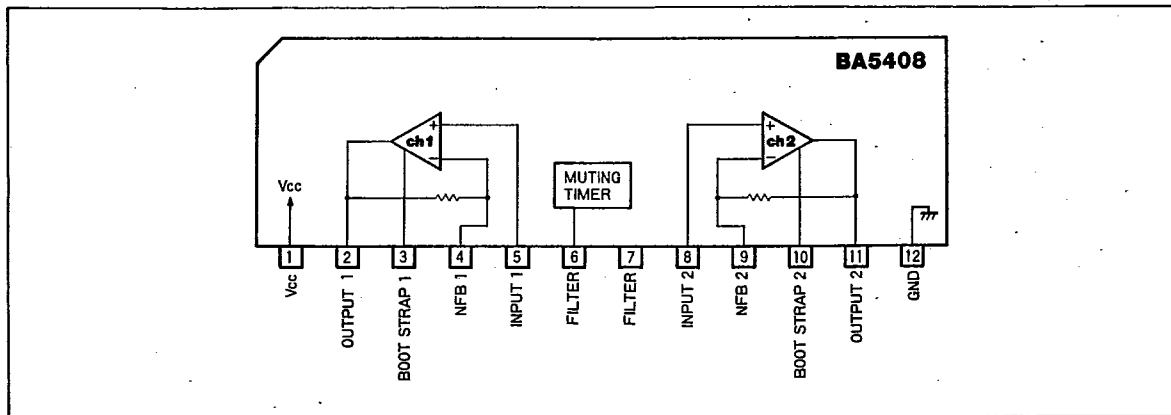 BA5408
+
ch1
−
+
ch2
−
MUTING
TIMER
Vcc
1
2
3
4
5
6
7
8
9
10
11
12
Vcc
OUTPUT 1
BOOT STRAP 1
NFB 1
INPUT 1
FILTER
FILTER
INPUT 2
NFB 2
BOOT STRAP 2
OUTPUT 2
GND